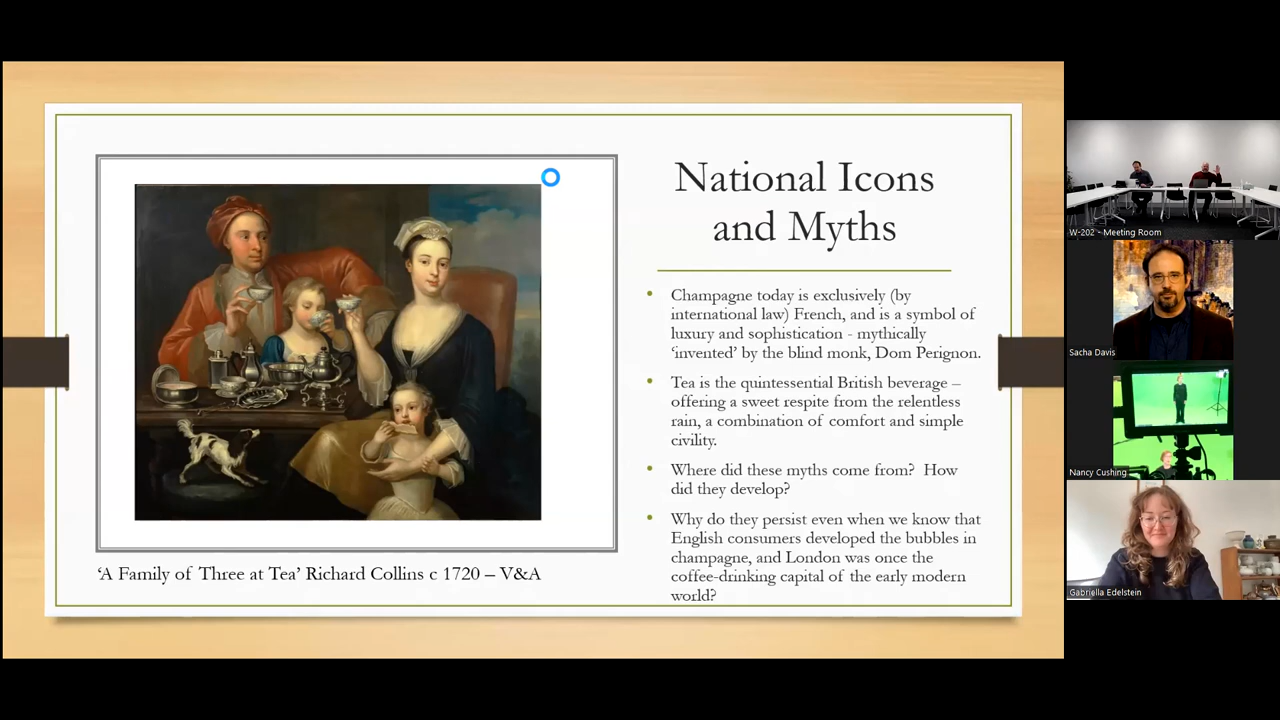 National Icons
and Myths
• Champagne today is exclusively (by
international law) French, and is a symbol of
luxury and sophistication - mythically
‘invented’ by the blind monk, Dom Perignon.
• Tea is the quintessential British beverage –
offering a sweet respite from the relentless
rain, a combination of comfort and simple
civility.
• Where did these myths come from?  How
did they develop?
• Why do they persist even when we know that
English consumers developed the bubbles in
champagne, and London was once the
coffee-drinking capital of the early modern
world?
‘A Family of Three at Tea’ Richard Collins c 1720 – V&A
W-202 - Meeting Room
Sacha Davis
Nancy Cushing
Gabriella Edelstein